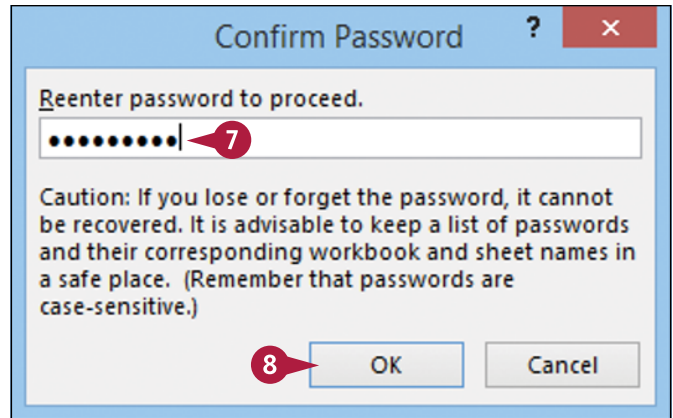 Confirm Password ? ×
Reenter password to proceed.
••••••••• 7
Caution: If you lose or forget the password, it cannot
be recovered. It is advisable to keep a list of passwords
and their corresponding workbook and sheet names in
a safe place.  (Remember that passwords are
case-sensitive.)
8 OK Cancel